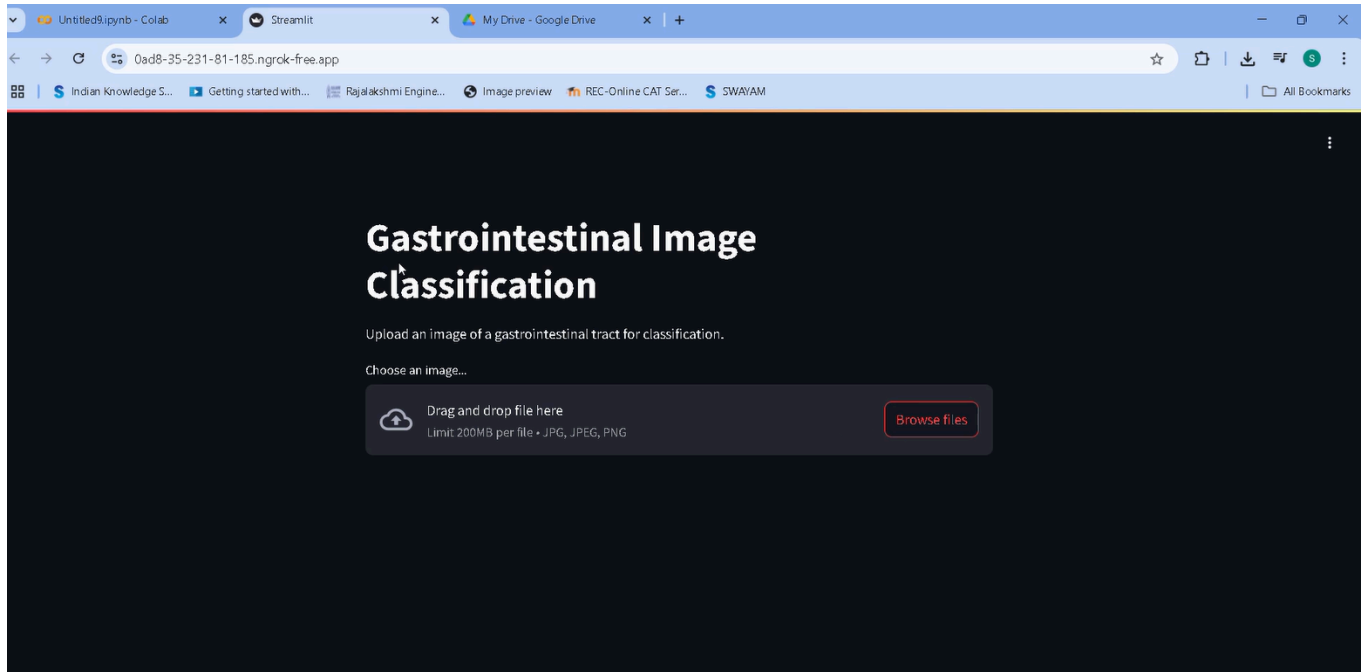 Untitled9.ipynb - Colab
Streamlit
My Drive - Google Drive
0ad8-35-231-81-185.ngrok-free.app
S
Indian Knowledge S...
Getting started with...
Rajalakshmi Engine...
Image preview
REC-Online CAT Ser...
SWAYAM
All Bookmarks
Gastrointestinal Image
Classification
Upload an image of a gastrointestinal tract for classification.
Choose an image...
Drag and drop file here
Limit 200MB per file • JPG, JPEG, PNG
Browse files